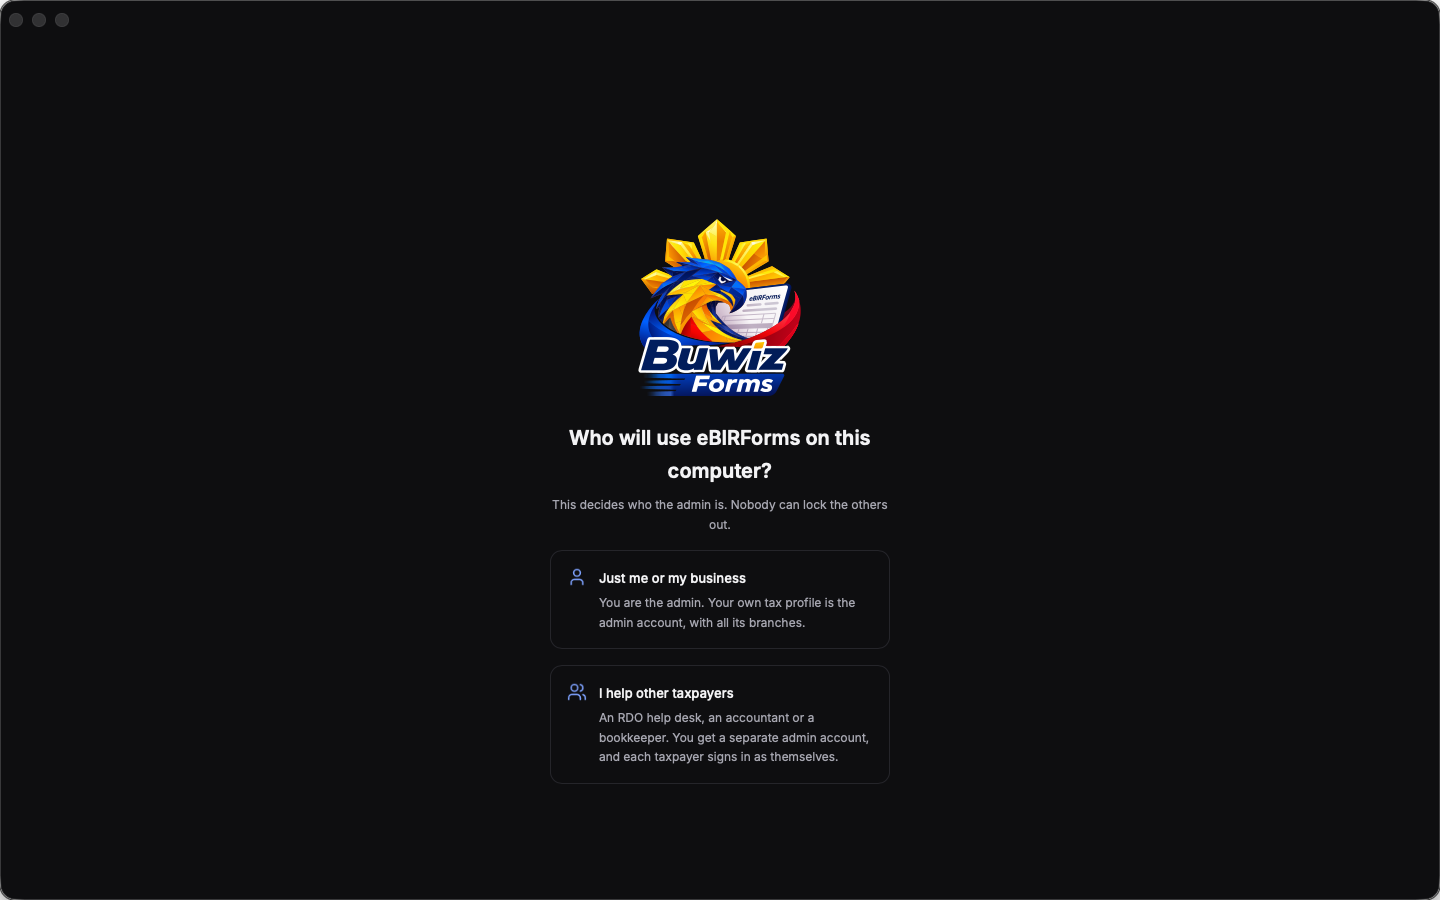 eBIRForms
Buwiz
Forms
Who will use eBIRForms on this
computer?
This decides who the admin is. Nobody can lock the others
out.
Just me or my business
You are the admin. Your own tax profile is the
admin account, with all its branches.
I help other taxpayers
An RDO help desk, an accountant or a
bookkeeper. You get a separate admin account,
and each taxpayer signs in as themselves.